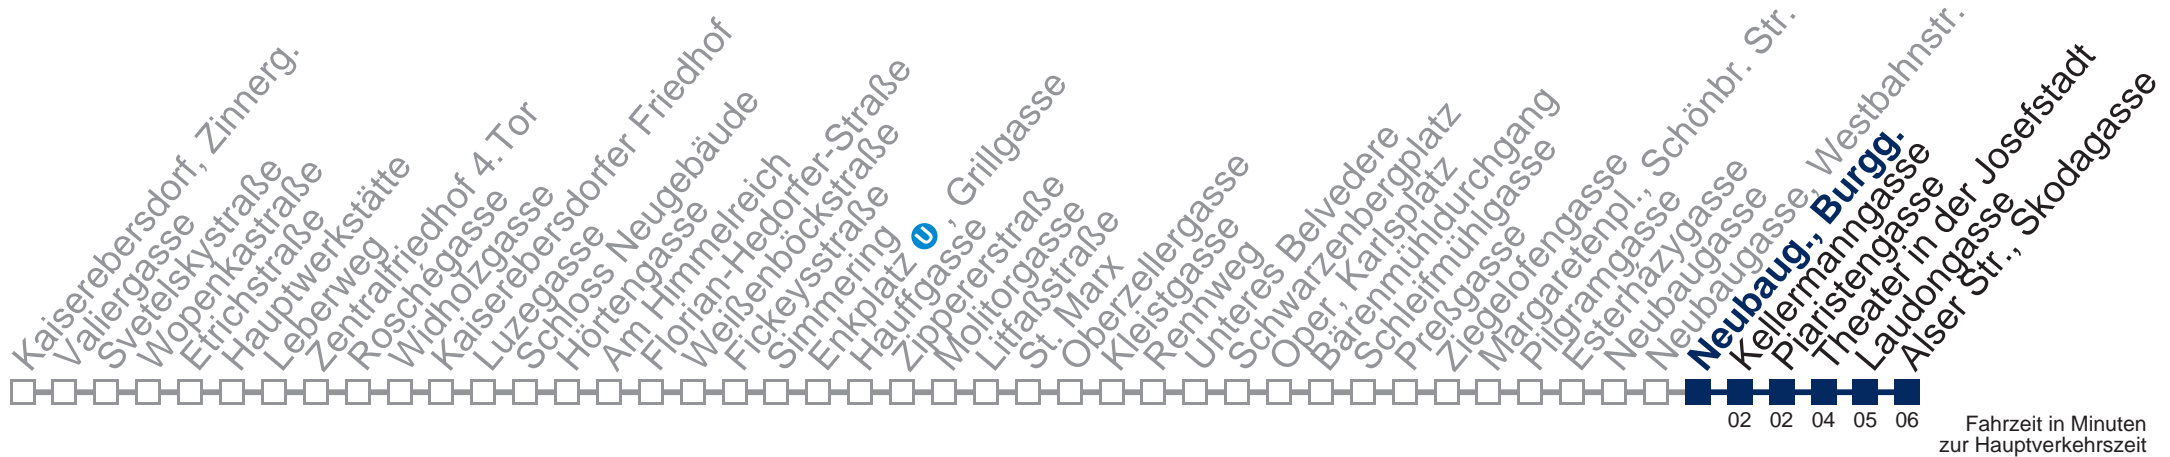 Kaiserebersdorf, Zinnerg.
Valiergasse
Svetelskystraße
Wopenkastraße
Etrichstraße
Hauptwerkstätte
Leberweg
Zentralfriedhof 4.Tor
Roschégasse
Widholzgasse
Kaiserebersdorfer Friedhof
Luzegasse
Schloss Neugebäude
Hörtengasse
Am Himmelreich
Florian-Hedorfer-Straße
Weißenböckstraße
Fickeysstraße
Simmering
Enkplatz U , Grillgasse
Hauffgasse
Zippererstraße
Molitorgasse
Litfaßstraße
St. Marx
Oberzellergasse
Kleistgasse
Rennweg
Unteres Belvedere
Schwarzenbergplatz
Oper, Karlsplatz
Bärenmühldurchgang
Schleifmühlgasse
Preßgasse
Ziegelofengasse
Margaretenpl., Schönbr. Str.
Pilgramgasse
Esterházygasse
Neubaugasse
Neubaugasse, Westbahnstr.
Neubaug., Burgg.
Kellermanngasse
Piaristengasse
Theater in der Josefstadt
Laudongasse
Alser Str., Skodagasse
02 02 04 05 06
Fahrzeit in Minuten
zur Hauptverkehrszeit